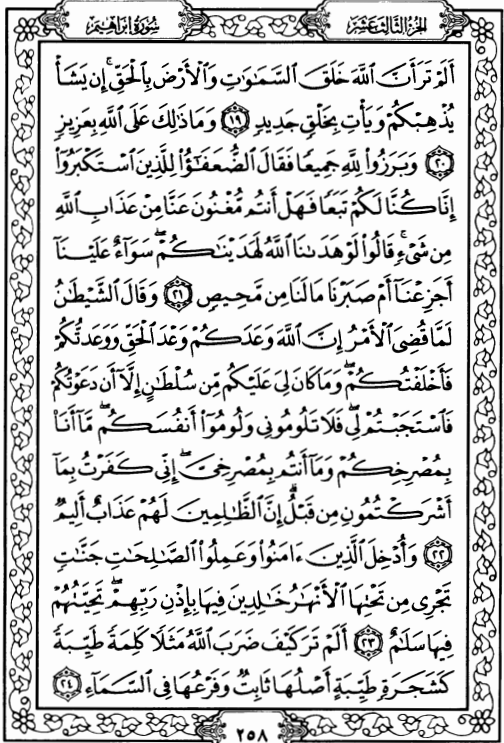 الجزء الثالث عشر
سورة إبراهيم
أَلَمْ تَرَ أَنَّ ٱللَّهَ خَلَقَ ٱلسَّمَٰوَٰتِ وَٱلْأَرْضَ بِٱلْحَقِّ ۚ إِن يَشَأْ
يُذْهِبْكُمْ وَيَأْتِ بِخَلْقٍ جَدِيدٍ ١٩ وَمَا ذَٰلِكَ عَلَى ٱللَّهِ بِعَزِيزٍ
٢٠ وَبَرَزُوا۟ لِلَّهِ جَمِيعًا فَقَالَ ٱلضُّعَفَٰٓؤُا۟ لِلَّذِينَ ٱسْتَكْبَرُوٓا۟
إِنَّا كُنَّا لَكُمْ تَبَعًا فَهَلْ أَنتُم مُّغْنُونَ عَنَّا مِنْ عَذَابِ ٱللَّهِ
مِن شَىْءٍ ۚ قَالُوا۟ لَوْ هَدَىٰنَا ٱللَّهُ لَهَدَيْنَٰكُمْ ۖ سَوَآءٌ عَلَيْنَآ
أَجَزِعْنَآ أَمْ صَبَرْنَا مَا لَنَا مِن مَّحِيصٍ ٢١ وَقَالَ ٱلشَّيْطَٰنُ
لَمَّا قُضِىَ ٱلْأَمْرُ إِنَّ ٱللَّهَ وَعَدَكُمْ وَعْدَ ٱلْحَقِّ وَوَعَدتُّكُمْ
فَأَخْلَفْتُكُمْ ۖ وَمَا كَانَ لِىَ عَلَيْكُم مِّن سُلْطَٰنٍ إِلَّآ أَن دَعَوْتُكُمْ
فَٱسْتَجَبْتُمْ لِى ۖ فَلَا تَلُومُونِى وَلُومُوٓا۟ أَنفُسَكُم ۖ مَّآ أَنَا۠
بِمُصْرِخِكُمْ وَمَآ أَنتُم بِمُصْرِخِىَّ ۖ إِنِّى كَفَرْتُ بِمَآ
أَشْرَكْتُمُونِ مِن قَبْلُ ۗ إِنَّ ٱلظَّٰلِمِينَ لَهُمْ عَذَابٌ أَلِيمٌ
٢٢ وَأُدْخِلَ ٱلَّذِينَ ءَامَنُوا۟ وَعَمِلُوا۟ ٱلصَّٰلِحَٰتِ جَنَّٰتٍ
تَجْرِى مِن تَحْتِهَا ٱلْأَنْهَٰرُ خَٰلِدِينَ فِيهَا بِإِذْنِ رَبِّهِمْ ۖ تَحِيَّتُهُمْ
فِيهَا سَلَٰمٌ ٢٣ أَلَمْ تَرَ كَيْفَ ضَرَبَ ٱللَّهُ مَثَلًا كَلِمَةً طَيِّبَةً
كَشَجَرَةٍ طَيِّبَةٍ أَصْلُهَا ثَابِتٌ وَفَرْعُهَا فِى ٱلسَّمَآءِ ٢٤
٢٥٨